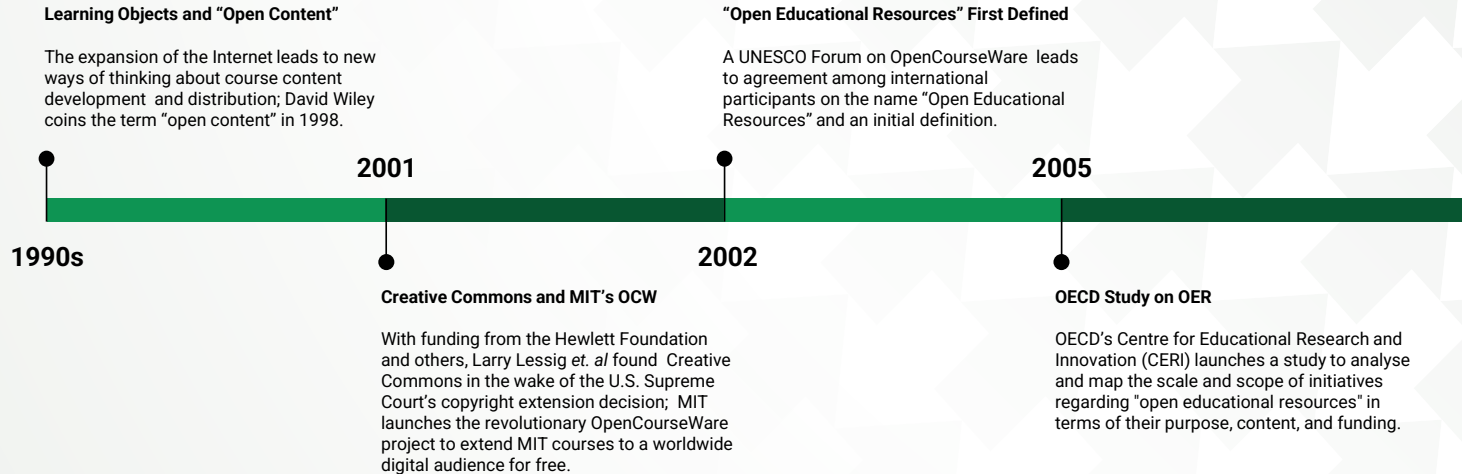 Learning Objects and “Open Content”
The expansion of the Internet leads to new
ways of thinking about course content
development and distribution; David Wiley
coins the term “open content” in 1998.
1990s
2001
Creative Commons and MIT’s OCW
With funding from the Hewlett Foundation
and others, Larry Lessig et. al found Creative
Commons in the wake of the U.S. Supreme
Court’s copyright extension decision; MIT
launches the revolutionary OpenCourseWare
project to extend MIT courses to a worldwide
digital audience for free.
“Open Educational Resources” First Defined
A UNESCO Forum on OpenCourseWare leads
to agreement among international
participants on the name “Open Educational
Resources” and an initial definition.
2002
2005
OECD Study on OER
OECD’s Centre for Educational Research and
Innovation (CERI) launches a study to analyse
and map the scale and scope of initiatives
regarding "open educational resources" in
terms of their purpose, content, and funding.